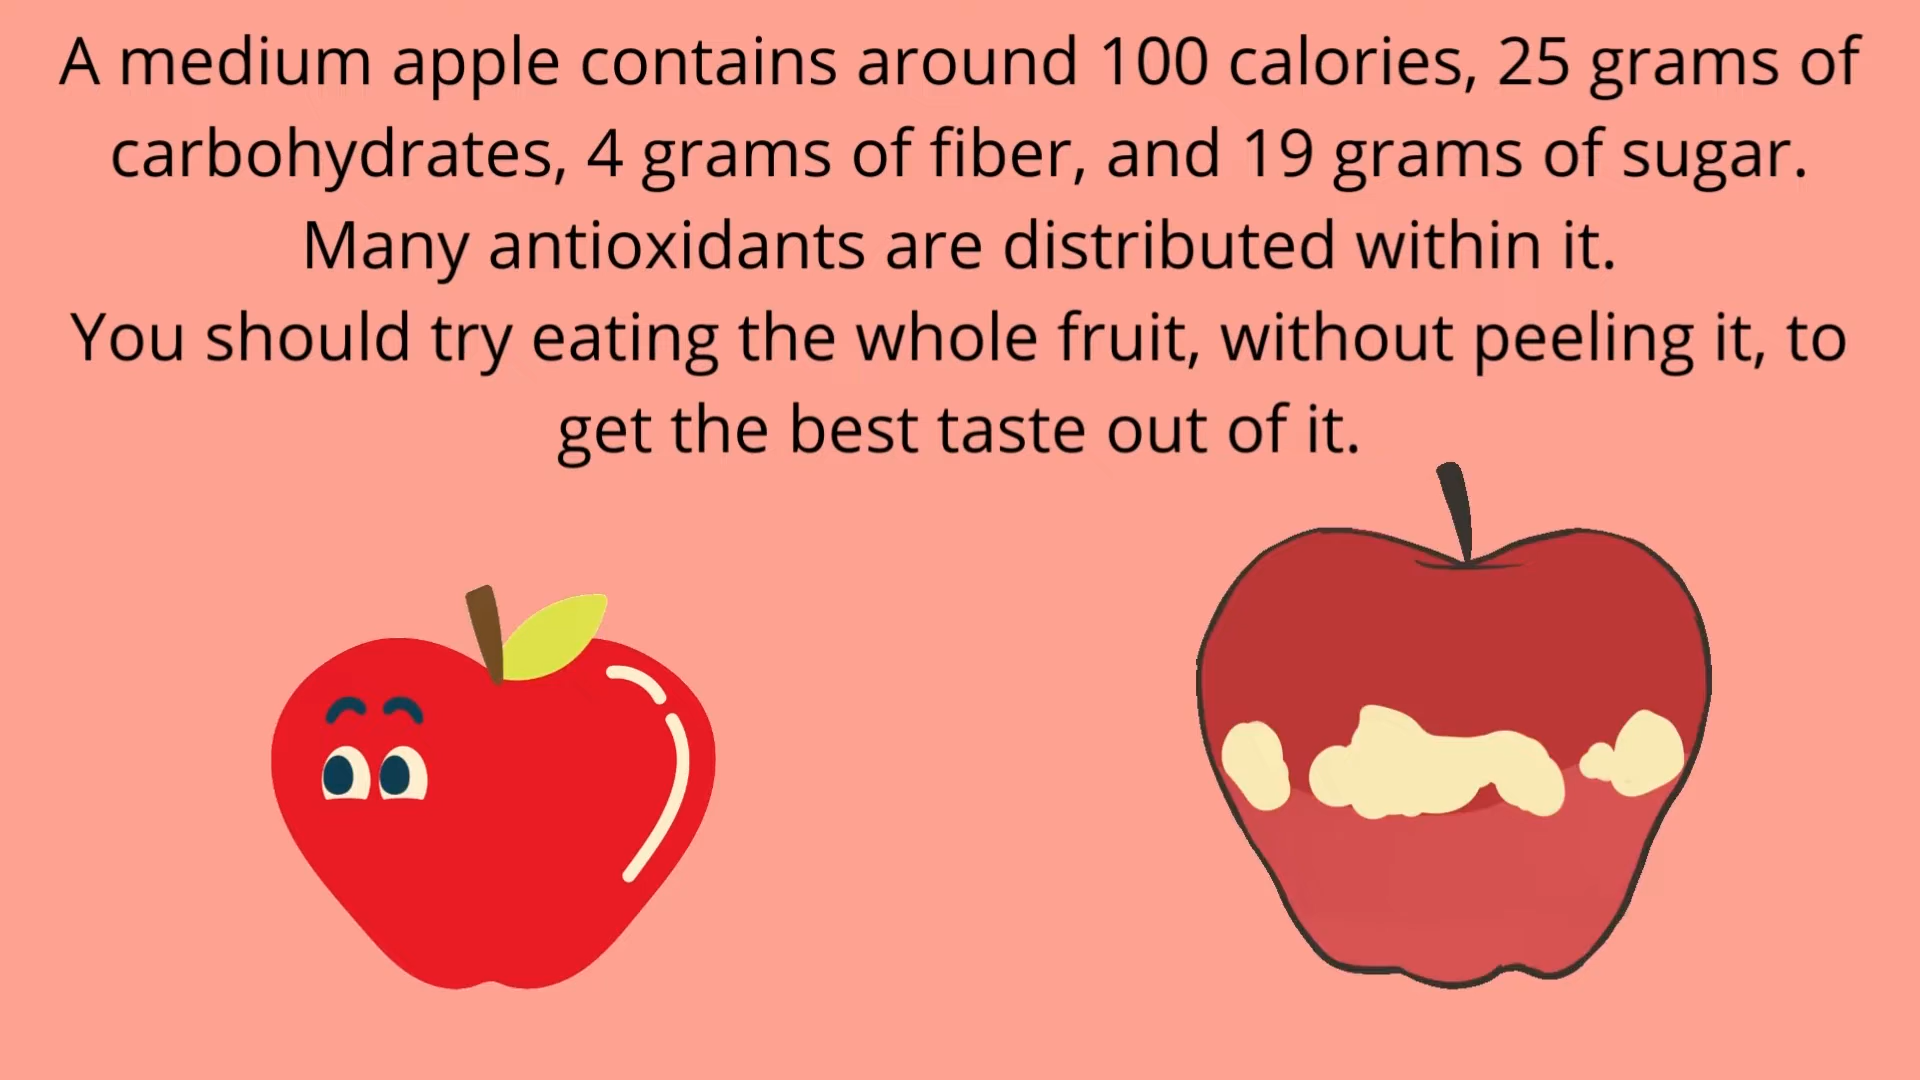 A medium apple contains around 100 calories, 25 grams of
carbohydrates, 4 grams of fiber, and 19 grams of sugar.
Many antioxidants are distributed within it.
You should try eating the whole fruit, without peeling it, to
get the best taste out of it.